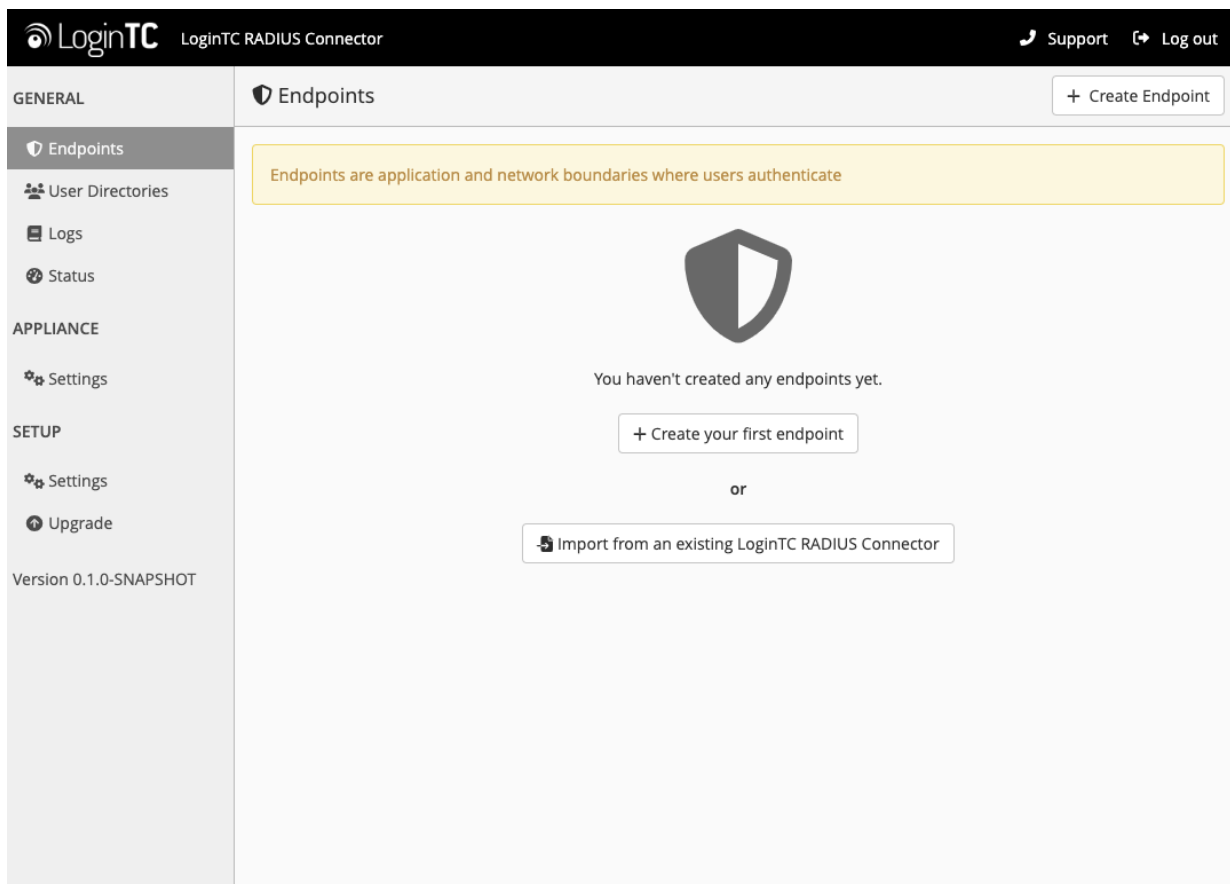 LoginTC LoginTC RADIUS Connector Support Log out
GENERAL
Endpoints
User Directories
Logs
Status
APPLIANCE
Settings
SETUP
Settings
Upgrade
Version 0.1.0-SNAPSHOT
Endpoints
+ Create Endpoint
Endpoints are application and network boundaries where users authenticate
You haven't created any endpoints yet.
+ Create your first endpoint
or
Import from an existing LoginTC RADIUS Connector